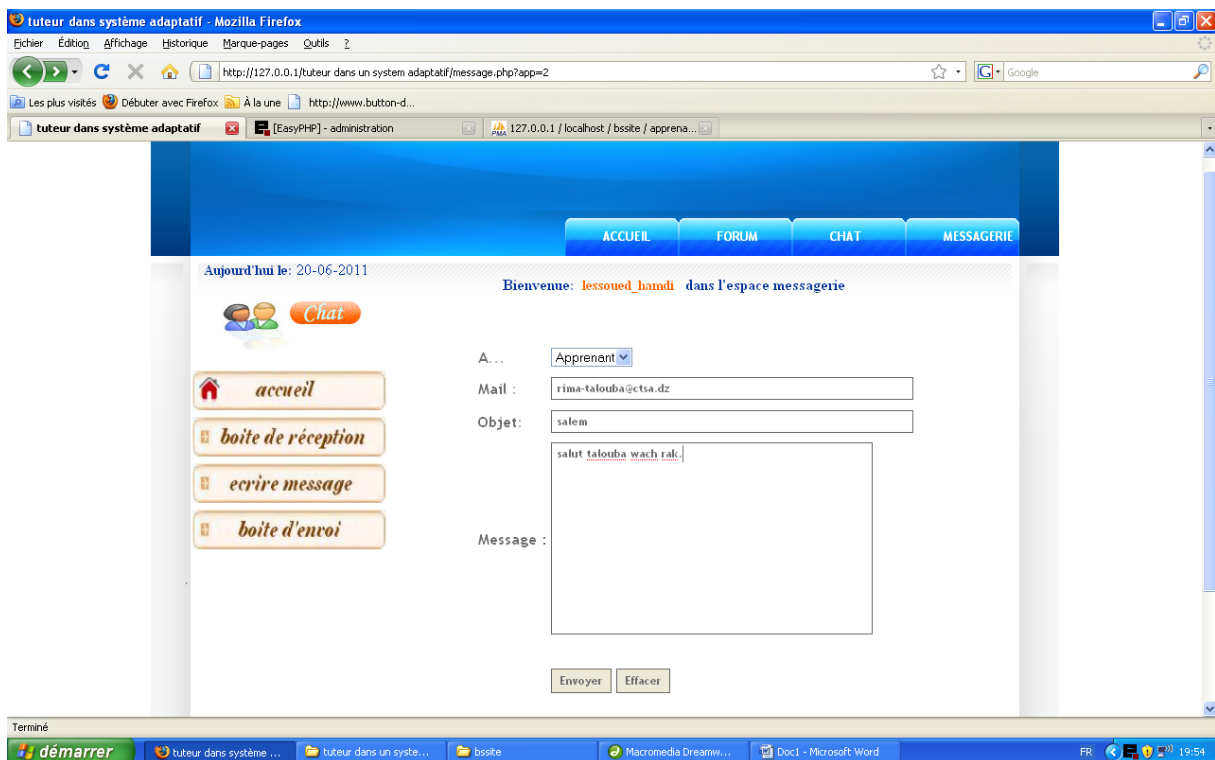 tuteur dans système adaptatif - Mozilla Firefox
Fichier Édition Affichage Historique Marque-pages Outils ?
http://127.0.0.1/tuteur dans un system adaptatif/message.php?app=2
G Google
Les plus visités Débuter avec Firefox À la une http://www.button-d...
tuteur dans système adaptatif [EasyPHP] - administration PMA 127.0.0.1 / localhost / bssite / apprena...
ACCUEIL FORUM CHAT MESSAGERIE
Aujourd'hui le: 20-06-2011
Bienvenue: lessoued_hamdi dans l'espace messagerie
Chat
A... Apprenant
accueil
Mail : rima-talouba@ctsa.dz
Objet: salem
boite de réception
salut talouba wach rak.
ecrire message
boite d'envoi
Message :
Envoyer Effacer
Terminé
démarrer tuteur dans système ... tuteur dans un syste... bssite Macromedia Dreamw... Doc1 - Microsoft Word FR 19:54